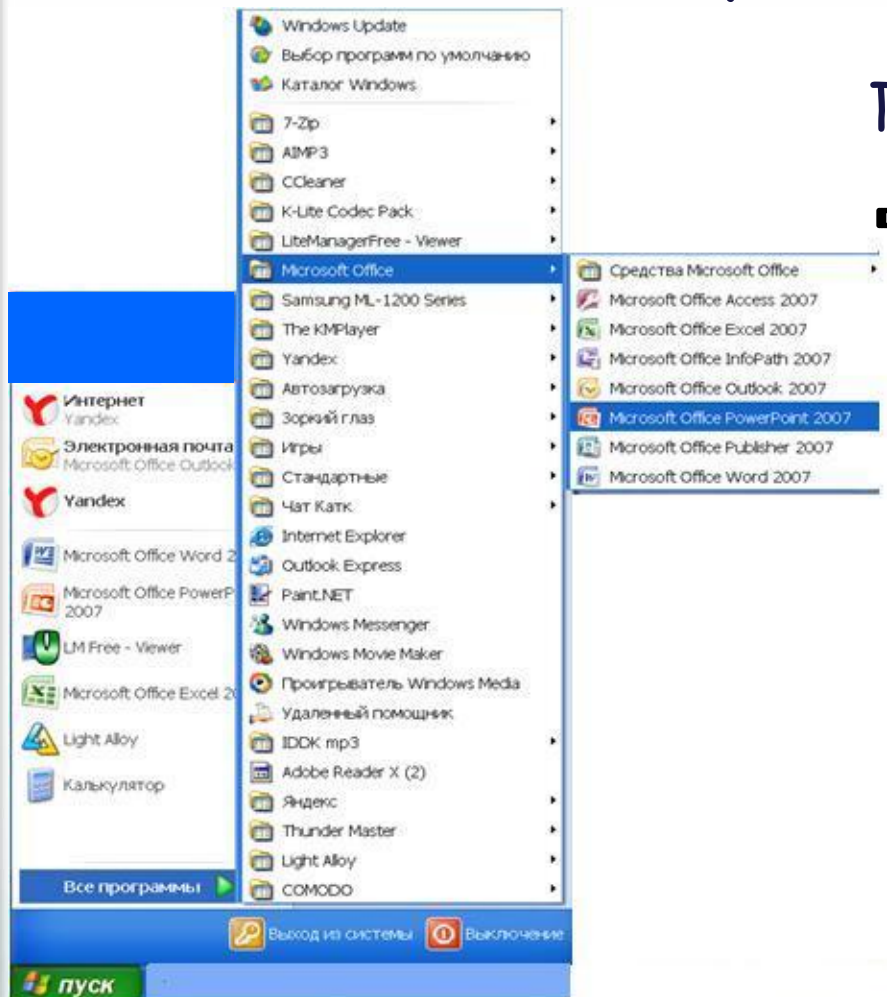 Windows Update
Выбор программ по умолчанию
Каталог Windows
7-Zip
AIMP3
CCleaner
K-Lite Codec Pack
LiteManagerFree - Viewer
Microsoft Office
Samsung ML-1200 Series
The KMPlayer
Yandex
Автозагрузка
Зоркий глаз
Игры
Стандартные
Чат Катк
Internet Explorer
Outlook Express
Paint.NET
Windows Messenger
Windows Movie Maker
Проигрыватель Windows Media
Удаленный помощник
IDDK mp3
Adobe Reader X (2)
Яндекс
Thunder Master
Light Alloy
COMODO
Средства Microsoft Office
Microsoft Office Access 2007
Microsoft Office Excel 2007
Microsoft Office InfoPath 2007
Microsoft Office Outlook 2007
Microsoft Office PowerPoint 2007
Microsoft Office Publisher 2007
Microsoft Office Word 2007
Интернет
Yandex
Электронная почта
Microsoft Office Outlook
Yandex
Microsoft Office Word 2
Microsoft Office PowerP
2007
LM Free - Viewer
Microsoft Office Excel 20
Light Alloy
Калькулятор
Все программы
Выход из системы
Выключение
пуск